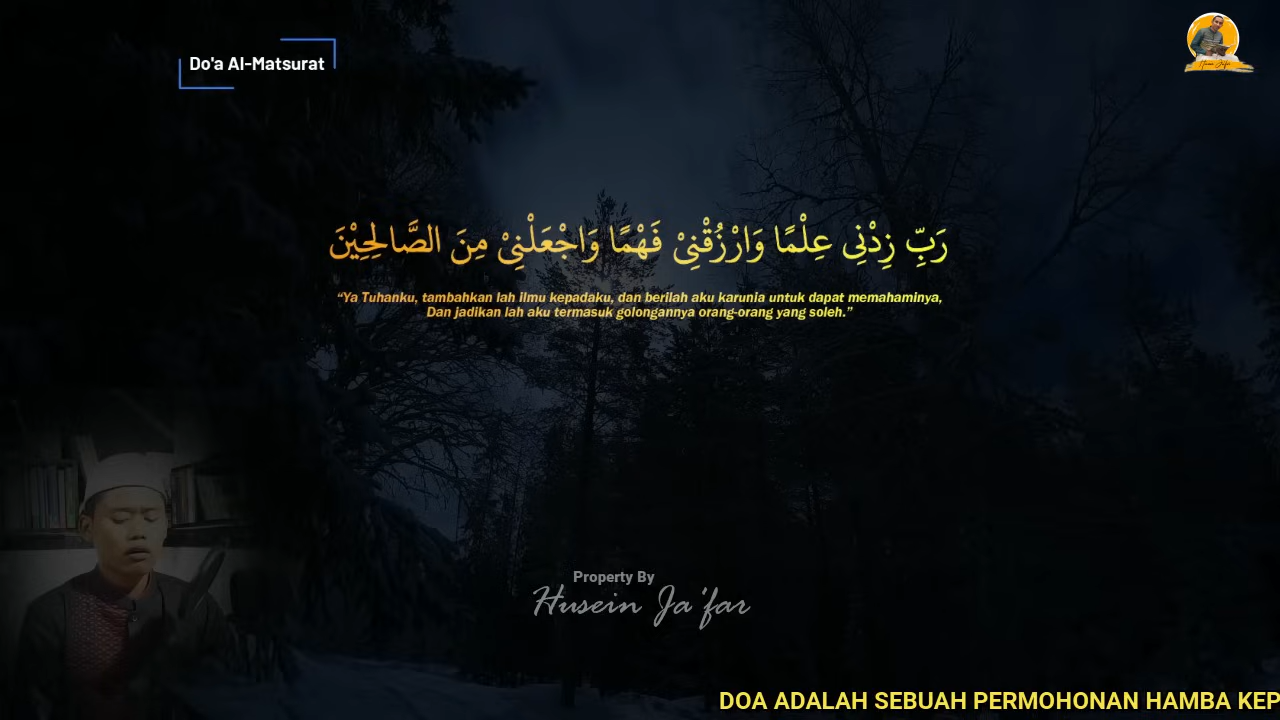 Do'a Al-Matsurat
رَبِّ زِدْنِى عِلْمًا وَارْزُقْنِىْ فَهْمًا وَاجْعَلْنِىْ مِنَ الصَّالِحِيْنَ
“Ya Tuhanku, tambahkan lah ilmu kepadaku, dan berilah aku karunia untuk dapat memahaminya,
Dan jadikan lah aku termasuk golongannya orang-orang yang soleh.”
Property By
Husein Ja'far
DOA ADALAH SEBUAH PERMOHONAN HAMBA KEP